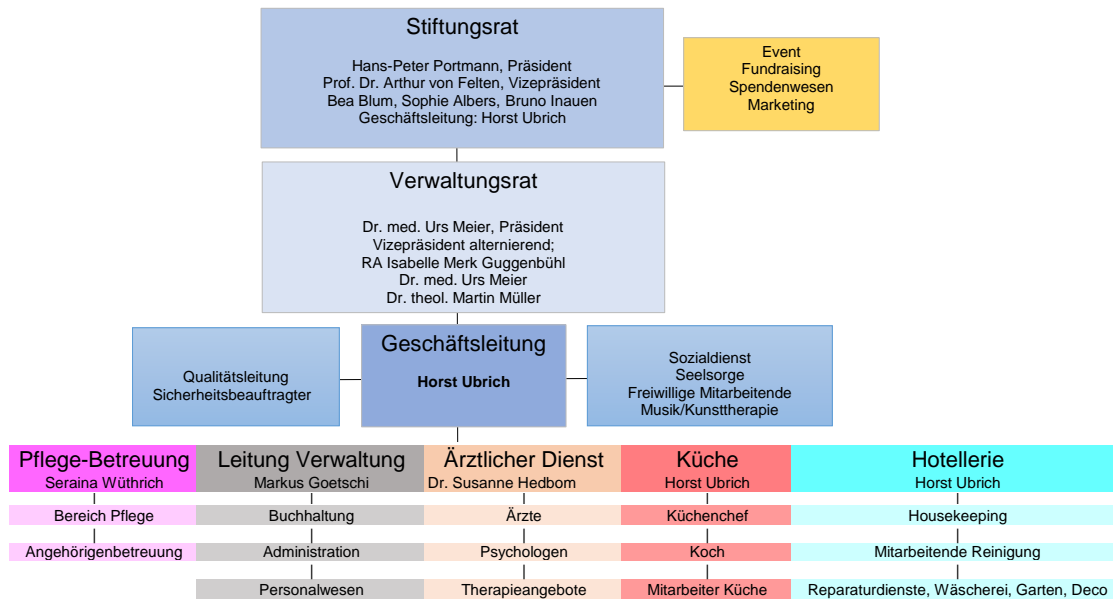 Stiftungsrat
Hans-Peter Portmann, Präsident
Prof. Dr. Arthur von Felten, Vizepräsident
Bea Blum, Sophie Albers, Bruno Inauen
Geschäftsleitung: Horst Ubrich
Event
Fundraising
Spendenwesen
Marketing
Verwaltungsrat
Dr. med. Urs Meier, Präsident
Vizepräsident alternierend;
RA Isabelle Merk Guggenbühl
Dr. med. Urs Meier
Dr. theol. Martin Müller
Qualitätsleitung
Sicherheitsbeauftragter
Geschäftsleitung
Horst Ubrich
Sozialdienst
Seelsorge
Freiwillige Mitarbeitende
Musik/Kunsttherapie
Pflege-Betreuung
Seraina Wüthrich
Bereich Pflege
Angehörigenbetreuung
Leitung Verwaltung
Markus Goetschi
Buchhaltung
Administration
Personalwesen
Ärztlicher Dienst
Dr. Susanne Hedbom
Ärzte
Psychologen
Therapieangebote
Küche
Horst Ubrich
Küchenchef
Koch
Mitarbeiter Küche
Hotellerie
Horst Ubrich
Housekeeping
Mitarbeitende Reinigung
Reparaturdienste, Wäscherei, Garten, Deco